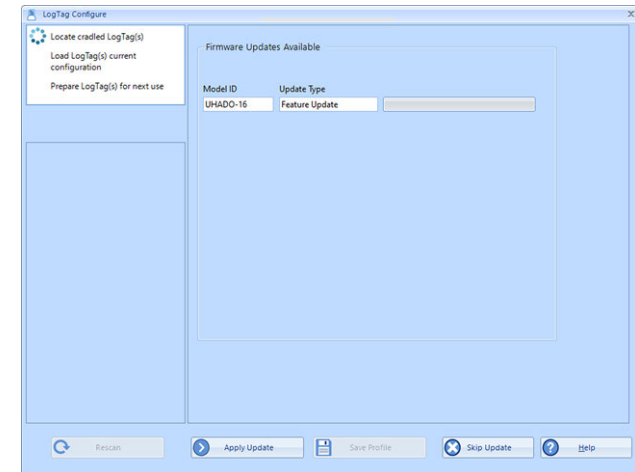 LogTag Configure
Locate cradled LogTag(s)
Load LogTag(s) current
configuration
Prepare LogTag(s) for next use
Firmware Updates Available
Model ID Update Type
UHADO-16 Feature Update
Rescan Apply Update Save Profile Skip Update Help